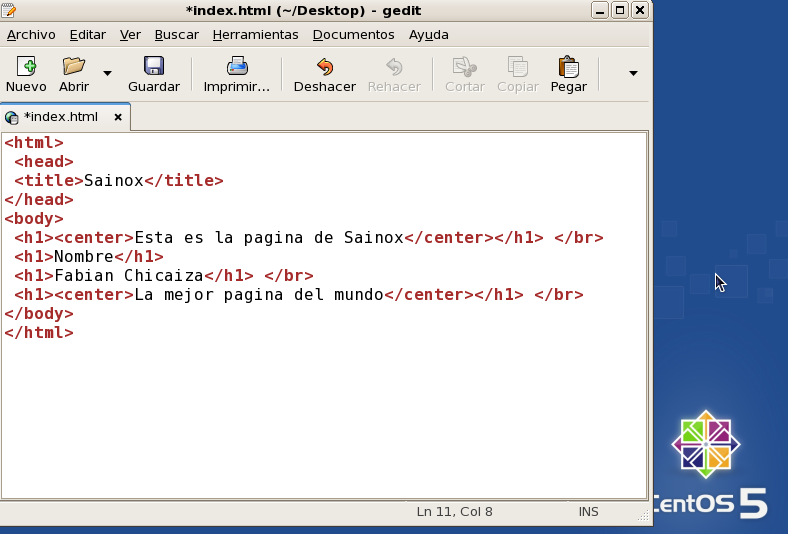 *index.html (~/Desktop) - gedit
Archivo Editar Ver Buscar Herramientas Documentos Ayuda
Nuevo Abrir Guardar Imprimir... Deshacer Rehacer Cortar Copiar Pegar
*index.html
<html>
<head>
<title>Sainox</title>
</head>
<body>
<h1><center>Esta es la pagina de Sainox</center></h1> </br>
<h1>Nombre</h1>
<h1>Fabian Chicaiza</h1> </br>
<h1><center>La mejor pagina del mundo</center></h1> </br>
</body>
</html>
Ln 11, Col 8 INS
entOS 5